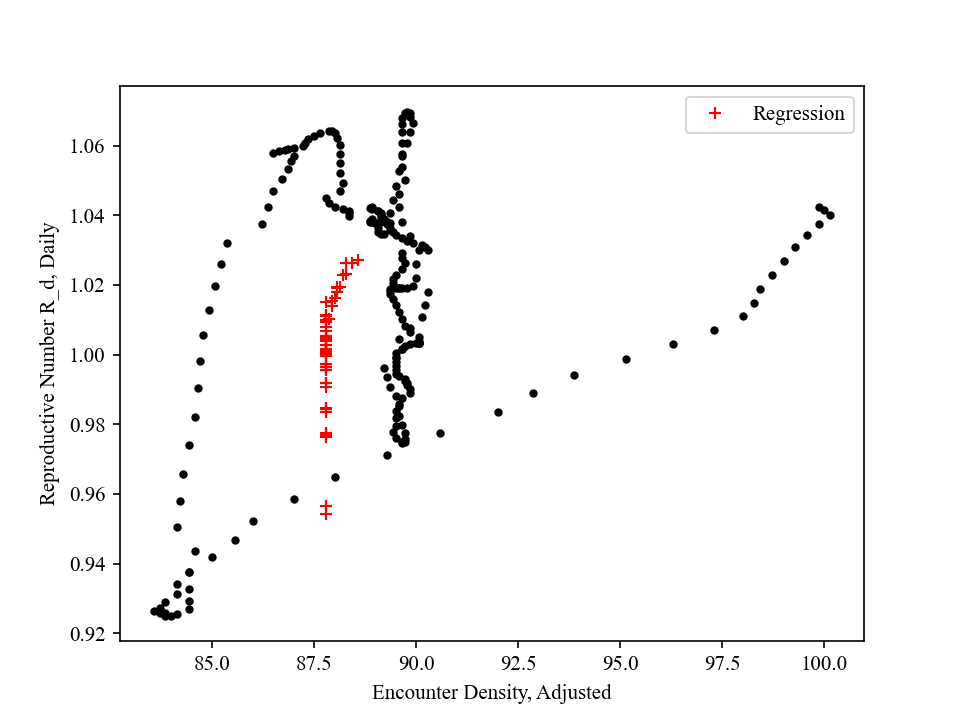 Regression
Reproductive Number R_d, Daily
1.06
1.04
1.02
1.00
0.98
0.96
0.94
0.92
85.0 87.5 90.0 92.5 95.0 97.5 100.0
Encounter Density, Adjusted